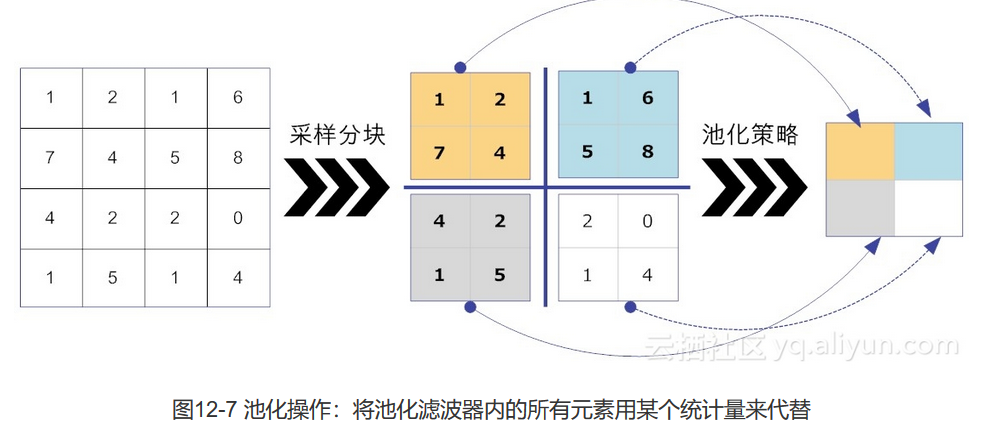 1 2 1 6
7 4 5 8
4 2 2 0
1 5 1 4
采样分块
1 2
7 4
1 6
5 8
4 2
1 5
2 0
1 4
池化策略
云栖社区 yq.aliyun.com
图12-7 池化操作：将池化滤波器内的所有元素用某个统计量来代替